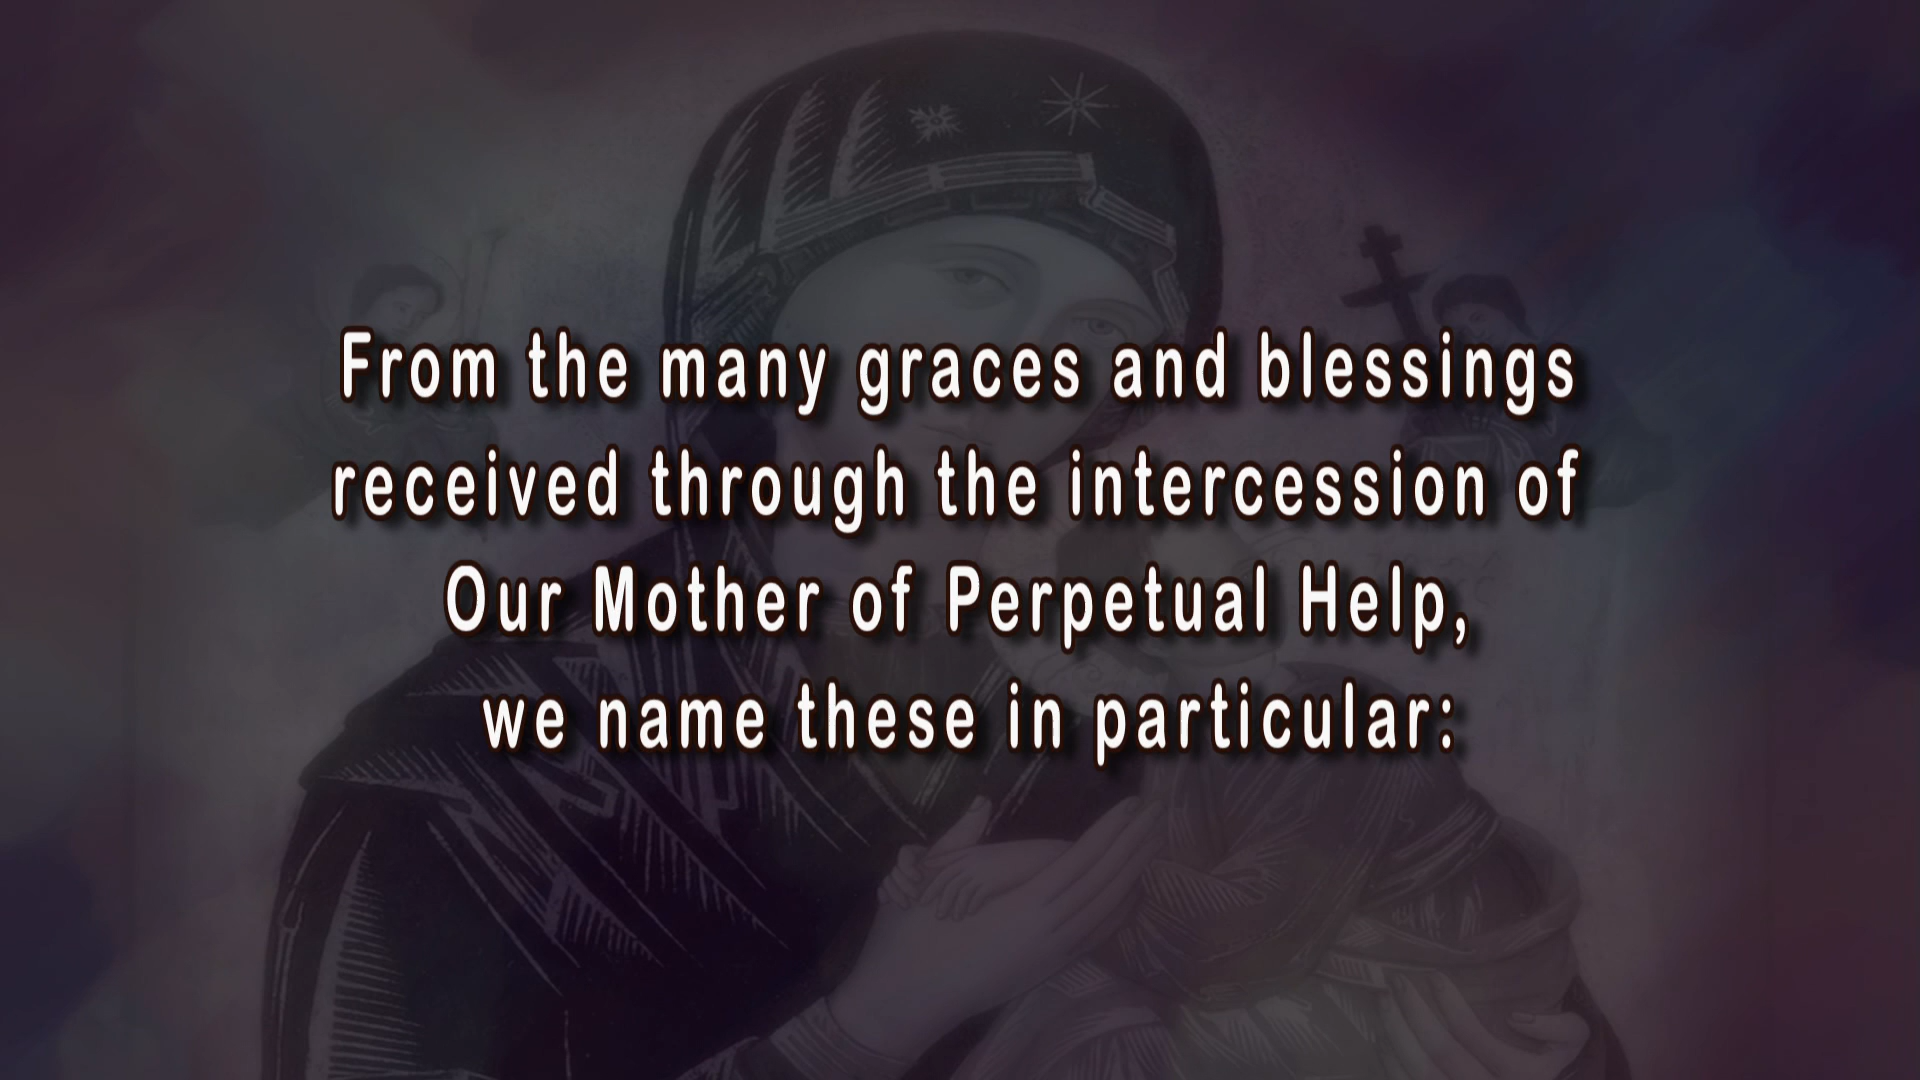 From the many graces and blessings
received through the intercession of
Our Mother of Perpetual Help,
we name these in particular: